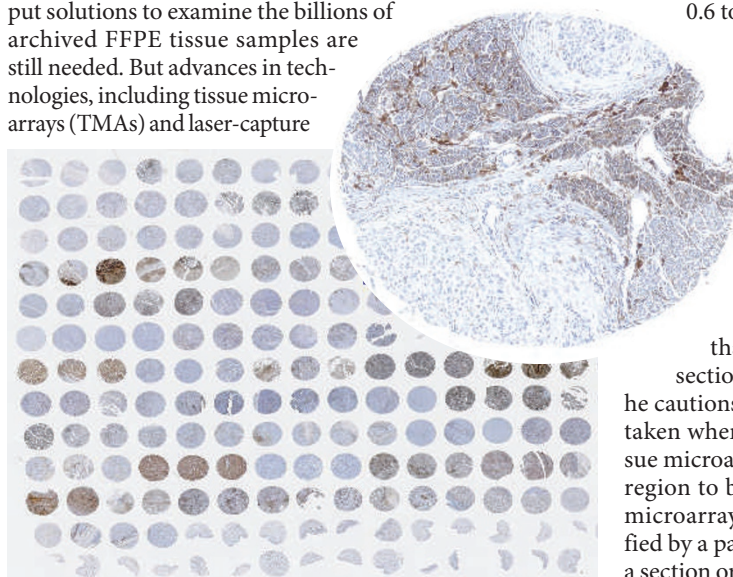 put solutions to examine the billions of
archived FFPE tissue samples are
still needed. But advances in tech-
nologies, including tissue micro-
arrays (TMAs) and laser-capture
0.6 to
section
he cautions
taken when
sue microa
region to b
microarray
fied by a pa
a section or